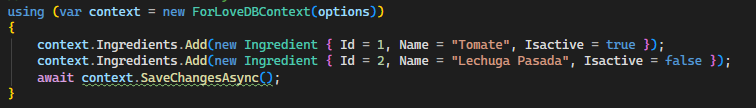 using (var context = new ForLoveDBContext(options))
{
    context.Ingredients.Add(new Ingredient { Id = 1, Name = "Tomate", Isactive = true });
    context.Ingredients.Add(new Ingredient { Id = 2, Name = "Lechuga Pasada", Isactive = false });
    await context.SaveChangesAsync();
}